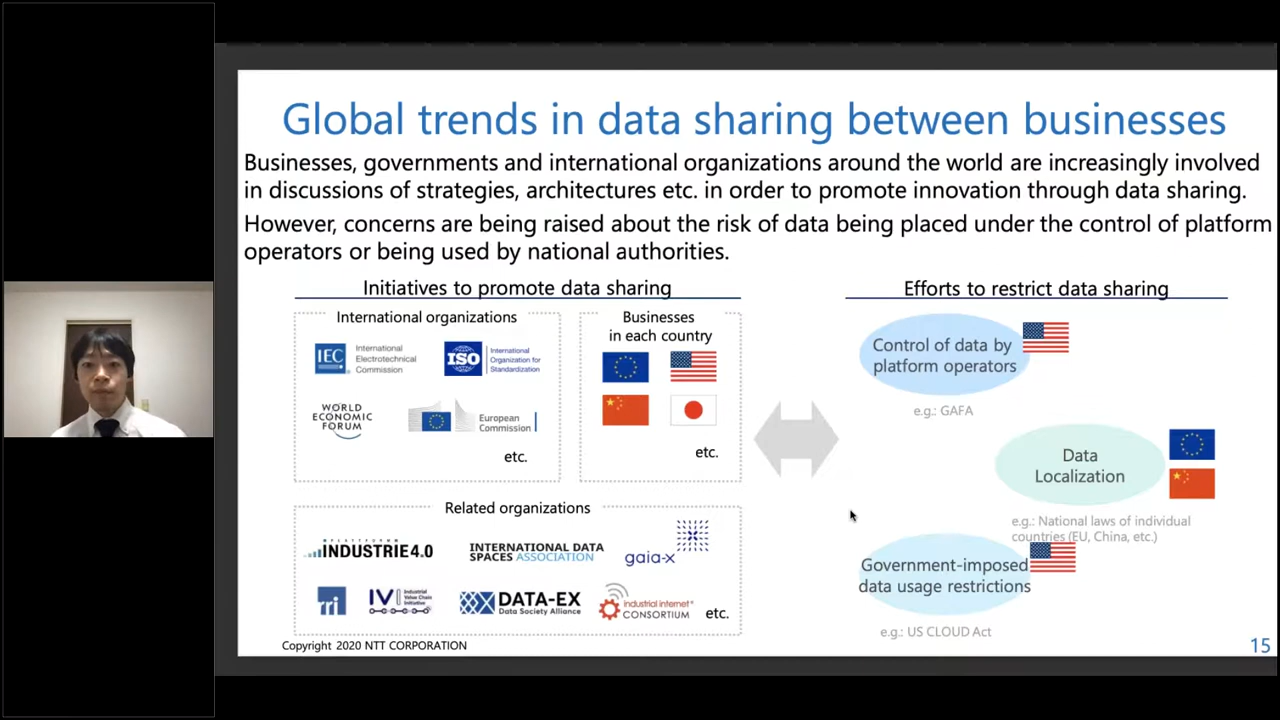 Global trends in data sharing between businesses
Businesses, governments and international organizations around the world are increasingly involved
in discussions of strategies, architectures etc. in order to promote innovation through data sharing.
However, concerns are being raised about the risk of data being placed under the control of platform
operators or being used by national authorities.
Initiatives to promote data sharing
International organizations
IEC
International
Electrotechnical
Commission
ISO
International
Organization for
Standardization
WORLD
ECONOMIC
FORUM
European
Commission
etc.
Businesses
in each country
etc.
Related organizations
PLATTFORM
INDUSTRIE4.0
INTERNATIONAL DATA
SPACES ASSOCIATION
gaia-x
IVI
Industrial
Value Chain
Initiative
DATA-EX
Data Society Alliance
industrial internet
CONSORTIUM
etc.
Efforts to restrict data sharing
Control of data by
platform operators
e.g.: GAFA
Data
Localization
e.g.: National laws of individual
countries (EU, China, etc.)
Government-imposed
data usage restrictions
e.g.: US CLOUD Act
Copyright 2020 NTT CORPORATION
15